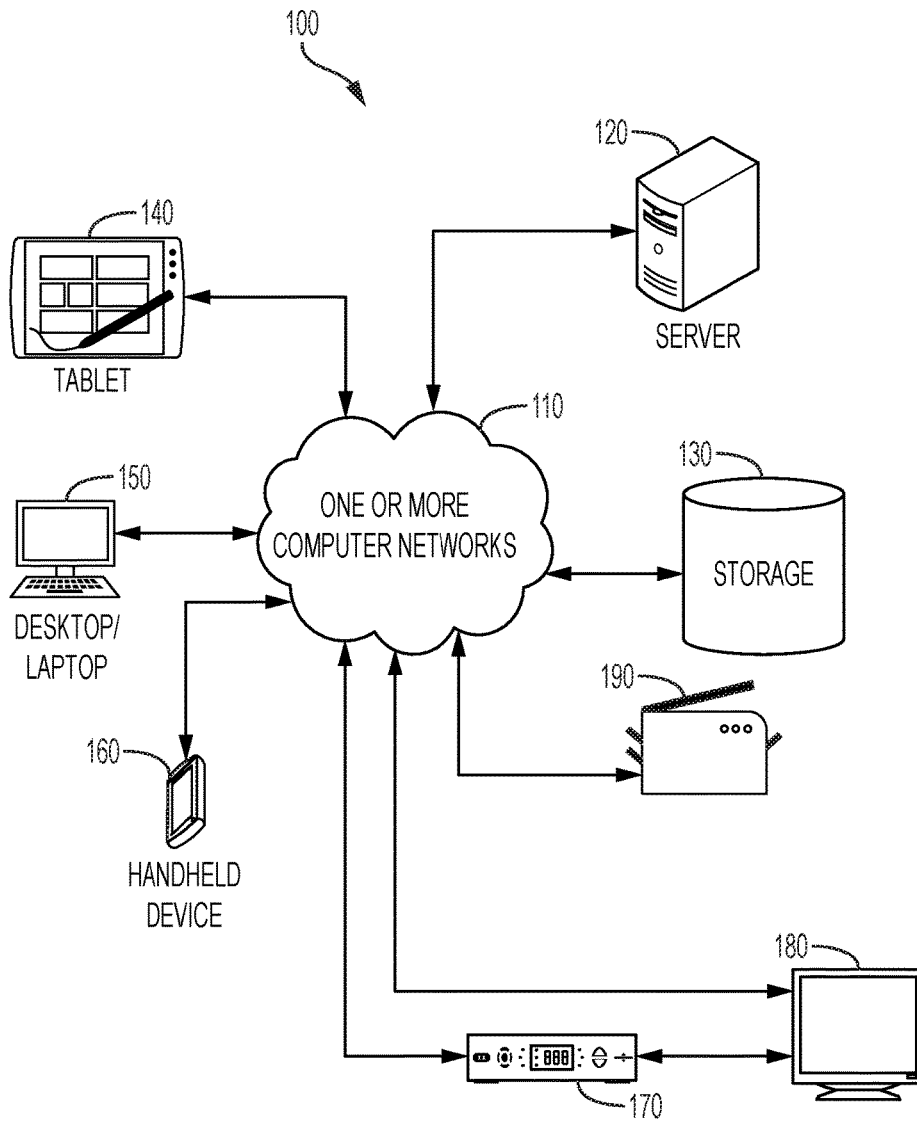 100
120
SERVER
140
TABLET
110
ONE OR MORE
COMPUTER NETWORKS
130
STORAGE
150
DESKTOP/
LAPTOP
190
160
HANDHELD
DEVICE
180
888
170